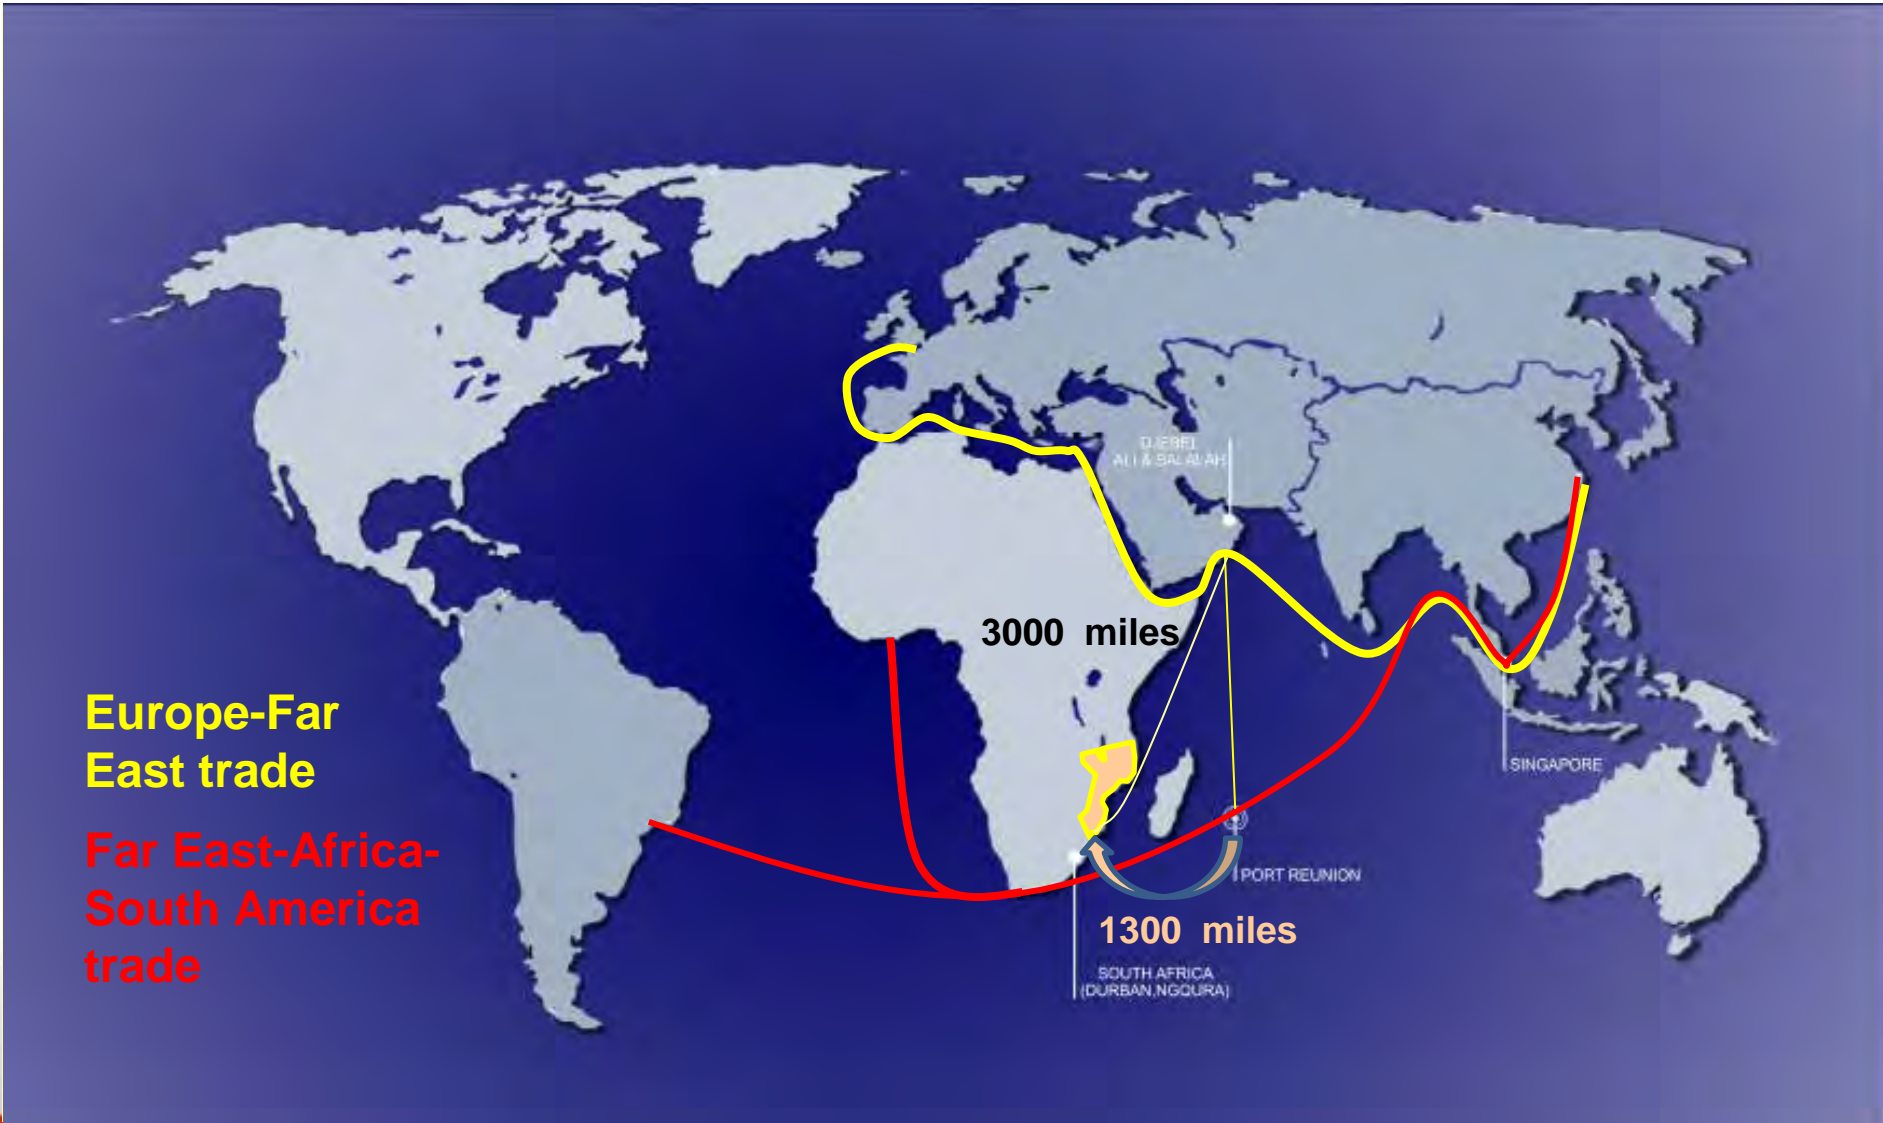 DJEBEL
ALI & SALALAH
3000 miles
Europe-Far
East trade
SINGAPORE
Far East-Africa-
South America
trade
PORT REUNION
1300 miles
SOUTH AFRICA
(DURBAN,NGQURA)